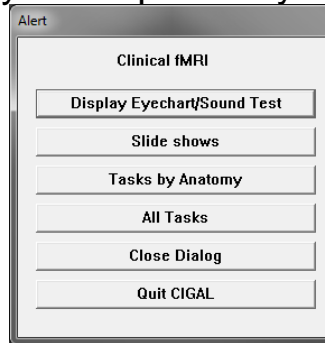 Alert
Clinical fMRI
Display Eyechart/Sound Test
Slide shows
Tasks by Anatomy
All Tasks
Close Dialog
Quit CIGAL